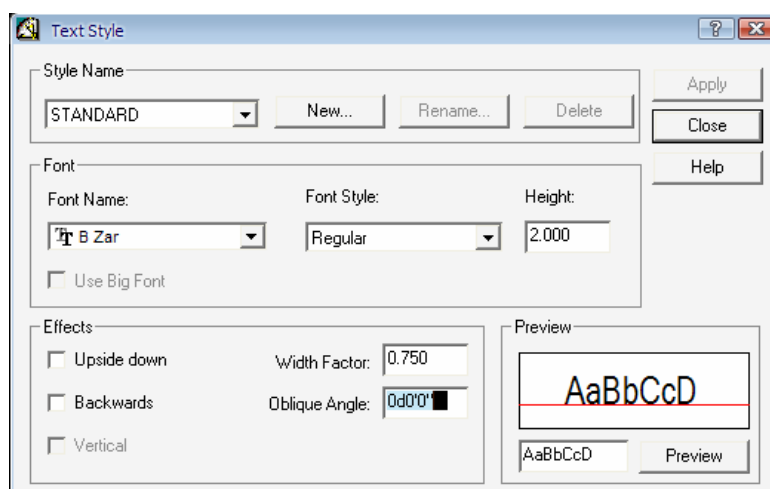 Text Style
Style Name
STANDARD New... Rename... Delete
Apply
Close
Help
Font
Font Name: Font Style: Height:
B Zar Regular 2.000
Use Big Font
Effects
Upside down Width Factor: 0.750
Backwards Oblique Angle: 0d0'0"
Vertical
Preview
AaBbCcD
AaBbCcD Preview